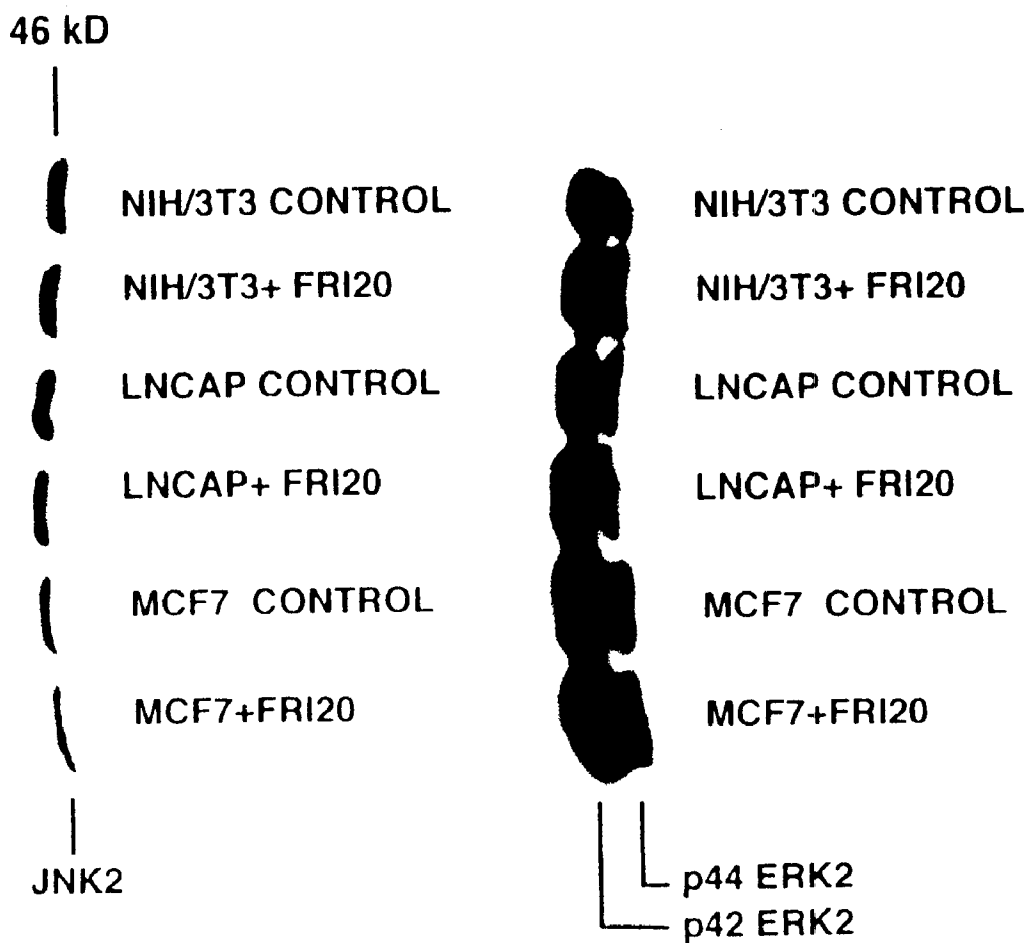 46 kD
NIH/3T3 CONTROL
NIH/3T3+ FRI20
LNCAP CONTROL
LNCAP+ FRI20
MCF7 CONTROL
MCF7+FRI20
JNK2
NIH/3T3 CONTROL
NIH/3T3+ FRI20
LNCAP CONTROL
LNCAP+ FRI20
MCF7 CONTROL
MCF7+FRI20
p44 ERK2
p42 ERK2